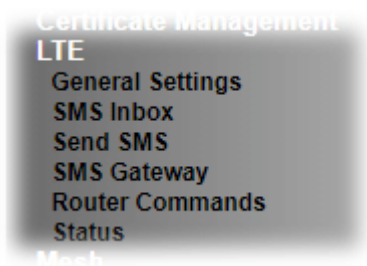 Certificate Management
LTE
General Settings
SMS Inbox
Send SMS
SMS Gateway
Router Commands
Status
Mesh